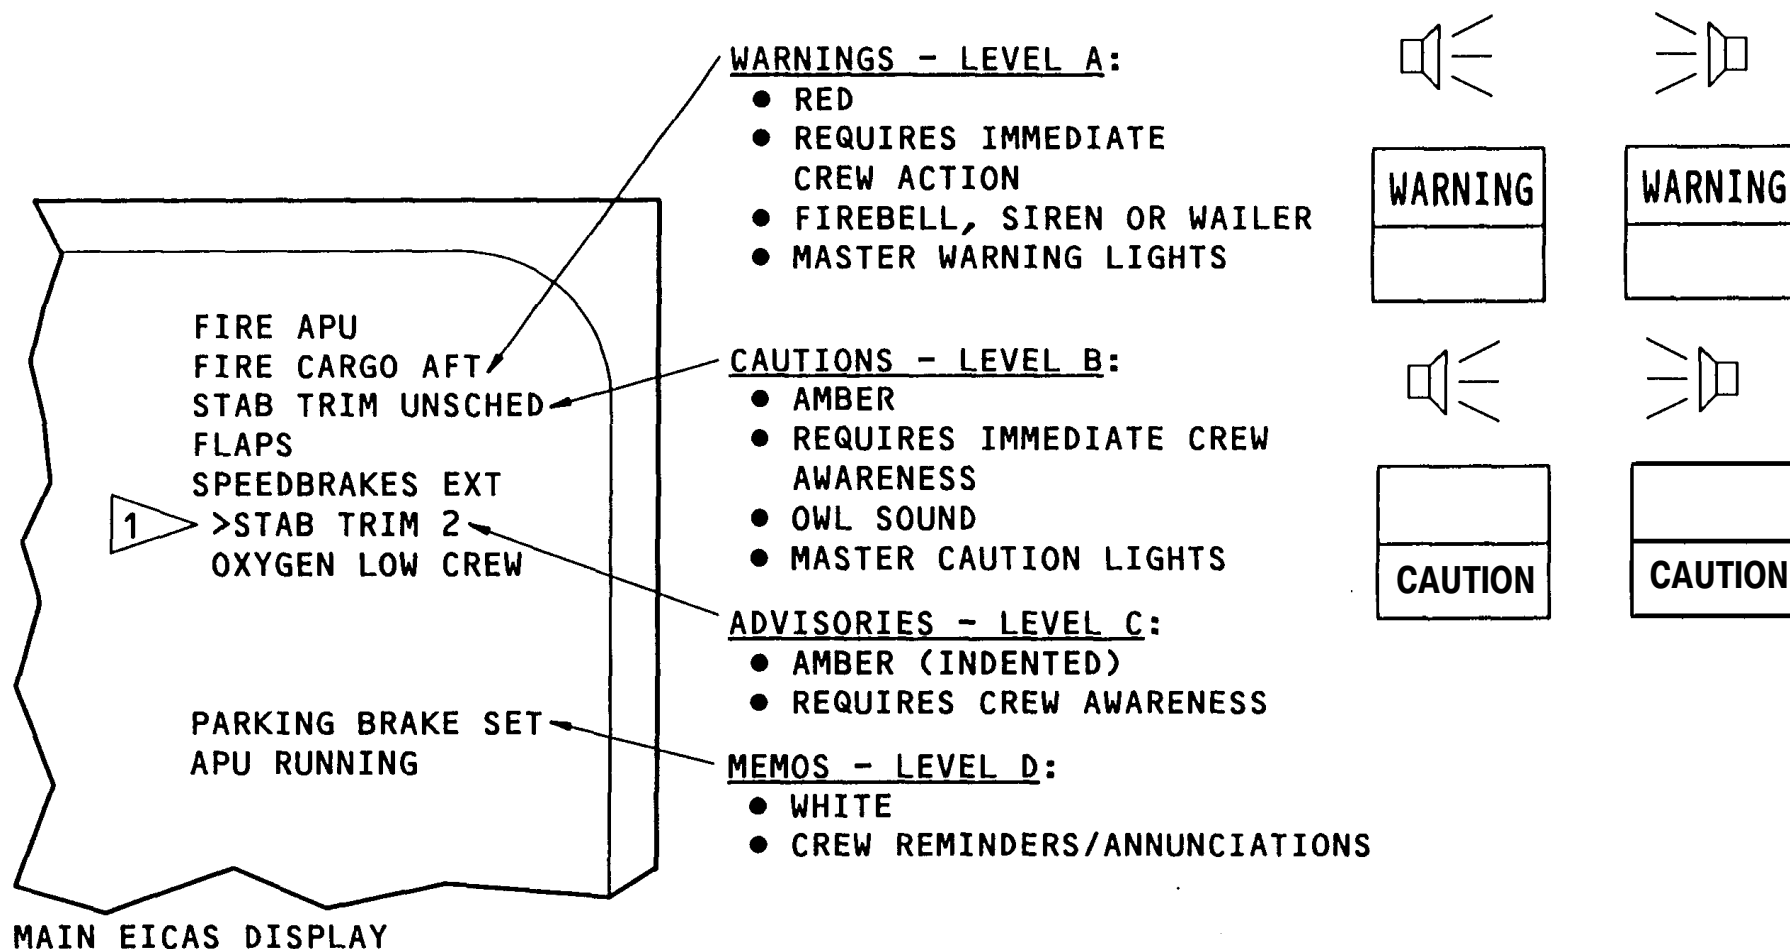 WARNINGS - LEVEL A:
● RED
● REQUIRES IMMEDIATE
CREW ACTION
● FIREBELL, SIREN OR WAILER
● MASTER WARNING LIGHTS
WARNING
WARNING
FIRE APU
FIRE CARGO AFT
STAB TRIM UNSCHED
FLAPS
SPEEDBRAKES EXT
1
>STAB TRIM 2
OXYGEN LOW CREW
PARKING BRAKE SET
APU RUNNING
CAUTIONS - LEVEL B:
● AMBER
● REQUIRES IMMEDIATE CREW
AWARENESS
● OWL SOUND
● MASTER CAUTION LIGHTS
CAUTION
CAUTION
ADVISORIES - LEVEL C:
● AMBER (INDENTED)
● REQUIRES CREW AWARENESS
MEMOS - LEVEL D:
● WHITE
● CREW REMINDERS/ANNUNCIATIONS
MAIN EICAS DISPLAY